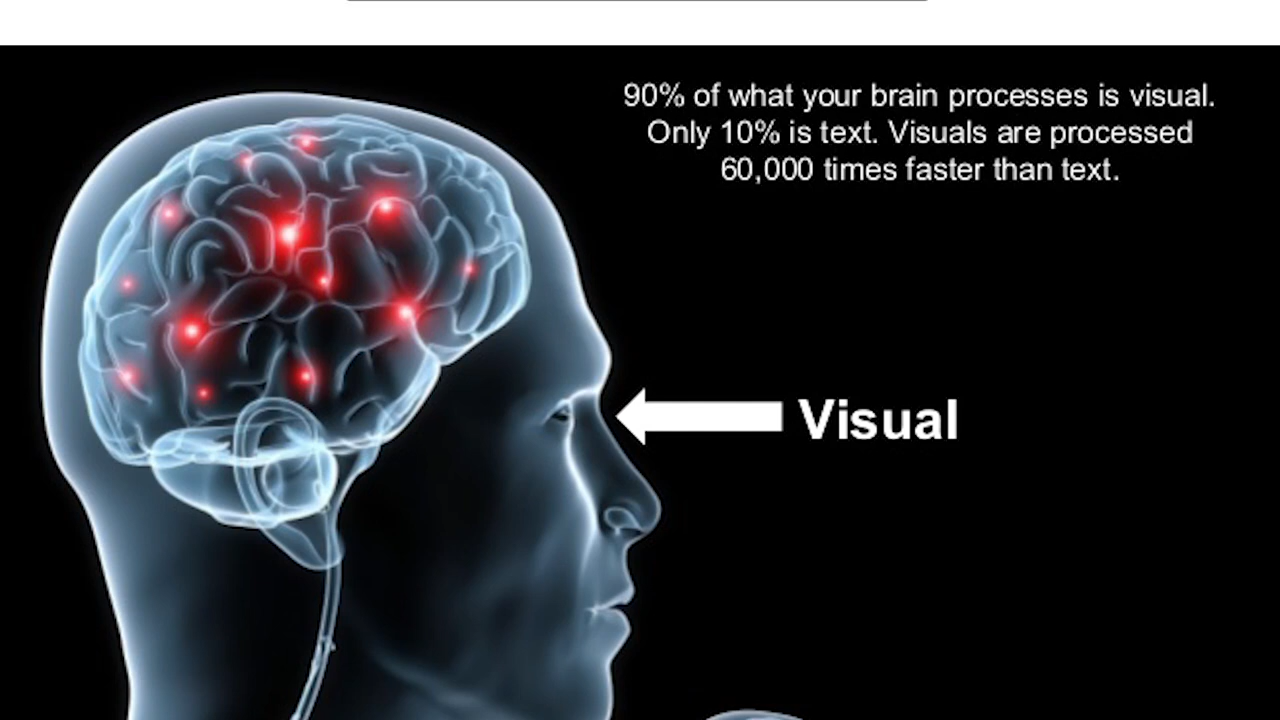 90% of what your brain processes is visual.
Only 10% is text. Visuals are processed
60,000 times faster than text.
Visual